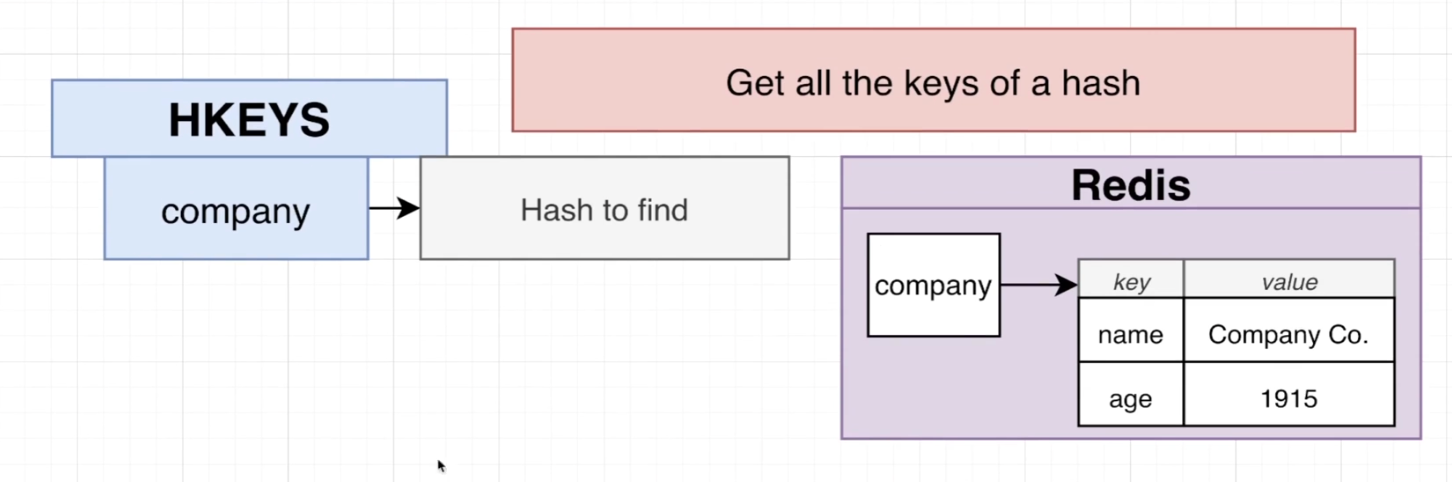 Get all the keys of a hash
HKEYS
company
Hash to find
Redis
company
key value
name Company Co.
age 1915